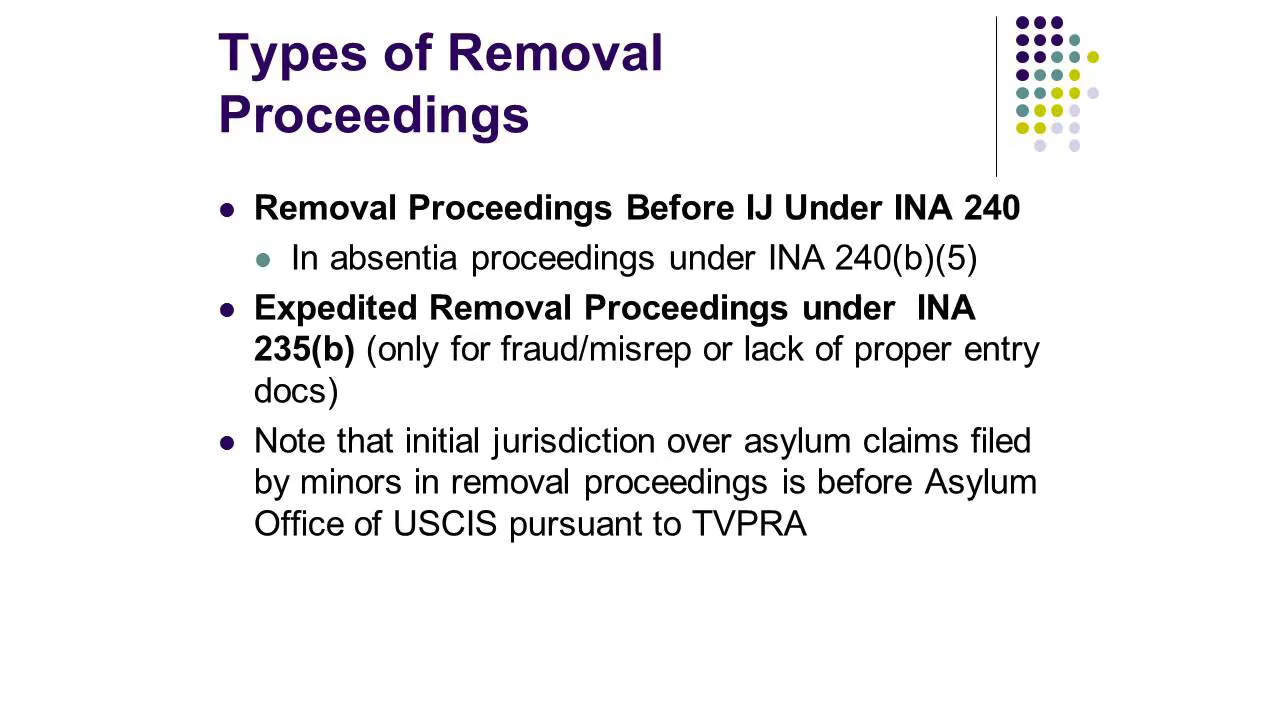 Types of Removal
Proceedings
Removal Proceedings Before IJ Under INA 240
In absentia proceedings under INA 240(b)(5)
Expedited Removal Proceedings under INA
235(b) (only for fraud/misrep or lack of proper entry
docs)
Note that initial jurisdiction over asylum claims filed
by minors in removal proceedings is before Asylum
Office of USCIS pursuant to TVPRA